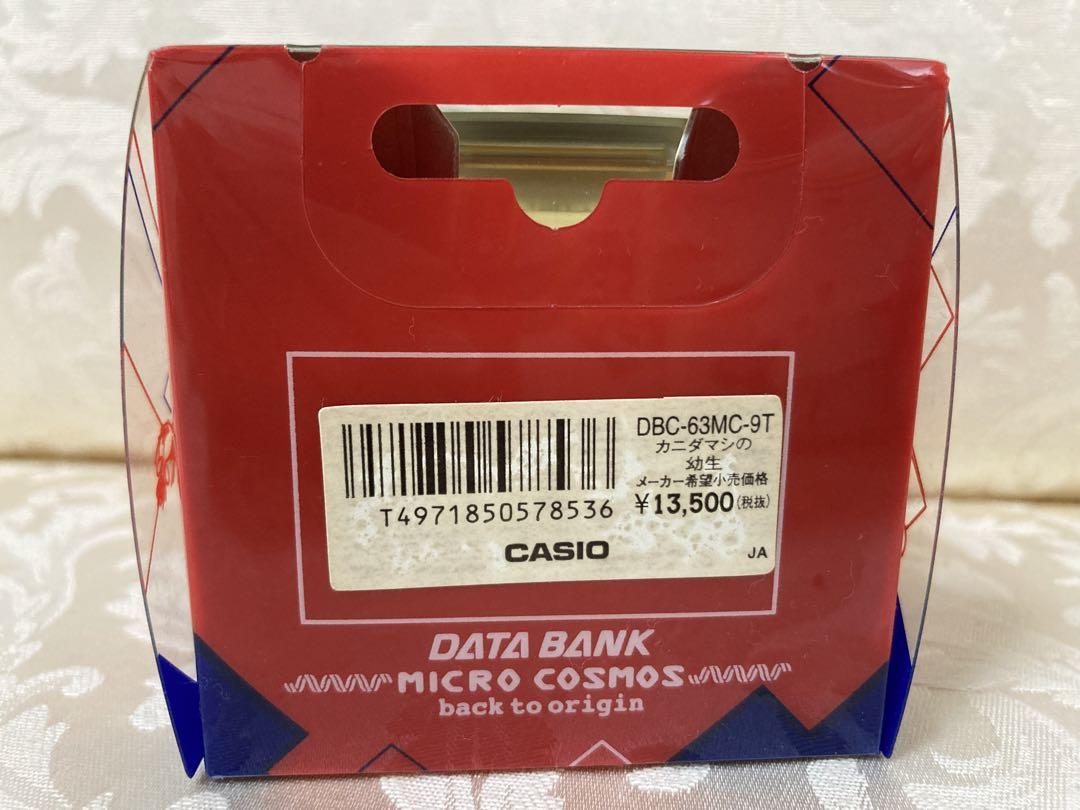 DBC-63MC-9T
カニダマシの
幼生
メーカー希望小売価格
¥13,500(税抜)
T4971850578536
CASIO
JA
DATA BANK
MICRO COSMOS
back to origin